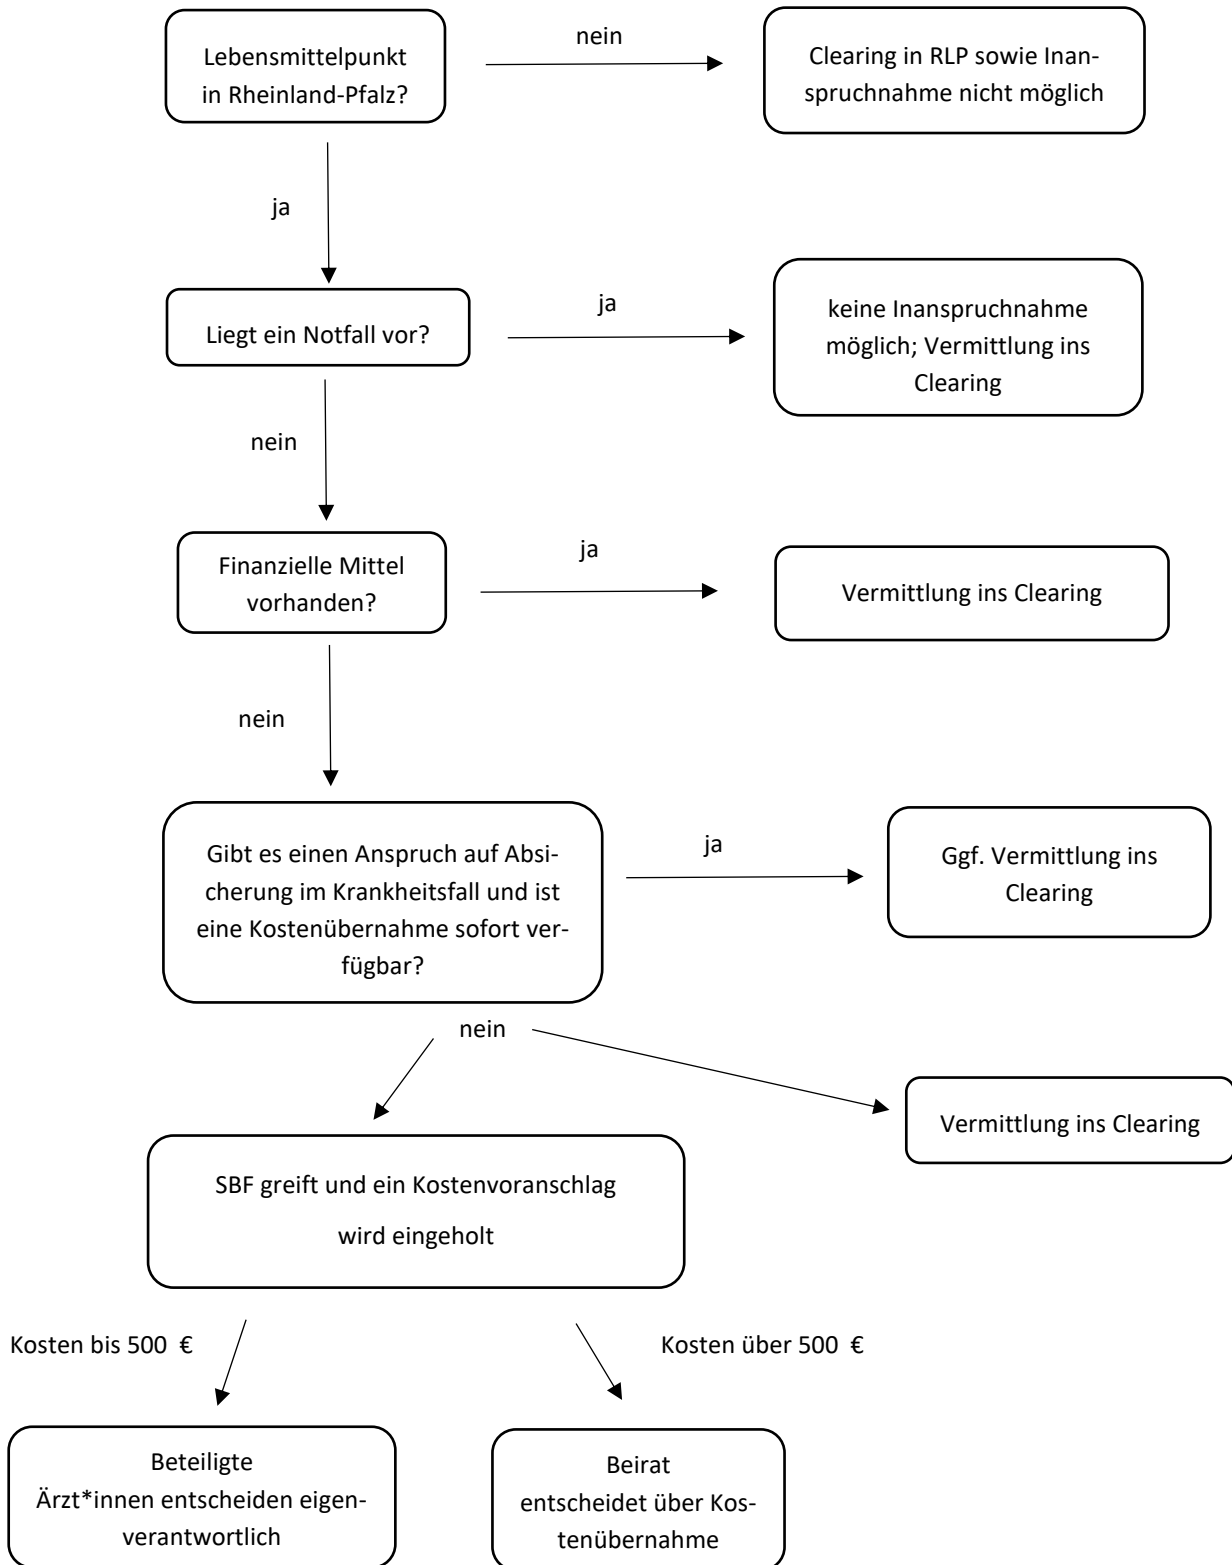 Lebensmittelpunkt
in Rheinland-Pfalz?
nein
Clearing in RLP sowie Inan-
spruchnahme nicht möglich
ja
Liegt ein Notfall vor?
ja
keine Inanspruchnahme
möglich; Vermittlung ins
Clearing
nein
Finanzielle Mittel
vorhanden?
ja
Vermittlung ins Clearing
nein
Gibt es einen Anspruch auf Absi-
cherung im Krankheitsfall und ist
eine Kostenübernahme sofort ver-
fügbar?
ja
Ggf. Vermittlung ins
Clearing
nein
Vermittlung ins Clearing
SBF greift und ein Kostenvoranschlag
wird eingeholt
Kosten bis 500 €
Kosten über 500 €
Beteiligte
Ärzt*innen entscheiden eigen-
verantwortlich
Beirat
entscheidet über Kos-
tenübernahme